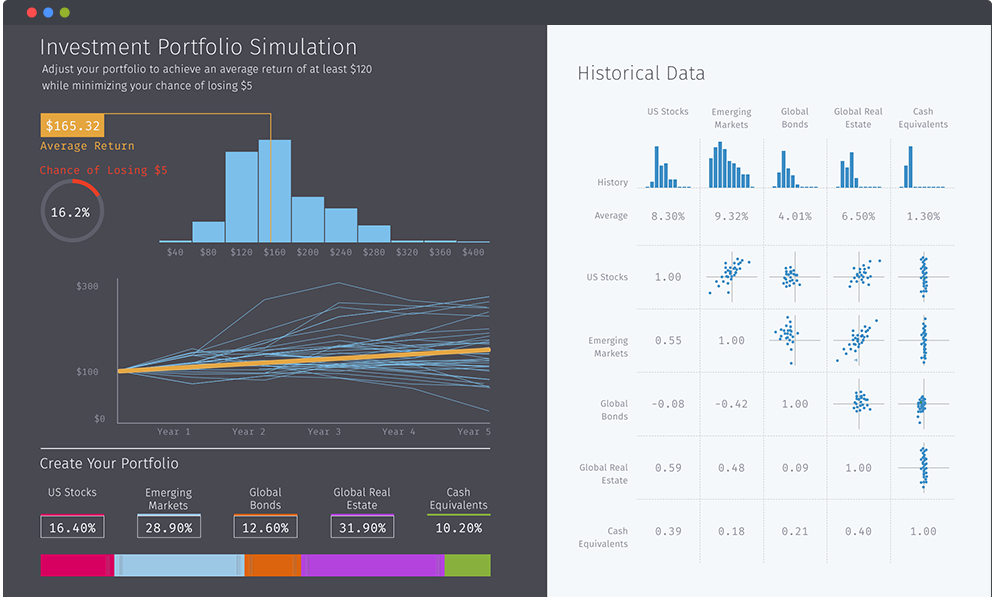 Investment Portfolio Simulation
Adjust your portfolio to achieve an average return of at least $120
while minimizing your chance of losing $5
$165.32
Average Return
Chance of Losing $5
16.2%
$40 $80 $120 $160 $200 $240 $280 $320 $360 $400
$300
$100
$0
Year 1 Year 2 Year 3 Year 4 Year 5
Create Your Portfolio
US Stocks Emerging Markets Global Bonds Global Real Estate Cash Equivalents
16.40% 28.90% 12.60% 31.90% 10.20%
Historical Data
US Stocks Emerging Markets Global Bonds Global Real Estate Cash Equivalents
History
Average 8.30% 9.32% 4.01% 6.50% 1.30%
US Stocks 1.00
Emerging Markets 0.55 1.00
Global Bonds -0.08 -0.42 1.00
Global Real Estate 0.59 0.48 0.09 1.00
Cash Equivalents 0.39 0.18 0.21 0.40 1.00